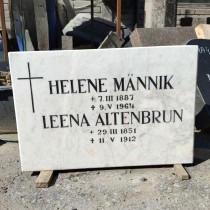 HELENE MÄNNIK
+ 7. III 1887
+ 9. V 1964
LEENA ALTENBRUN
+ 29. III 1851
+ 11. V 1912